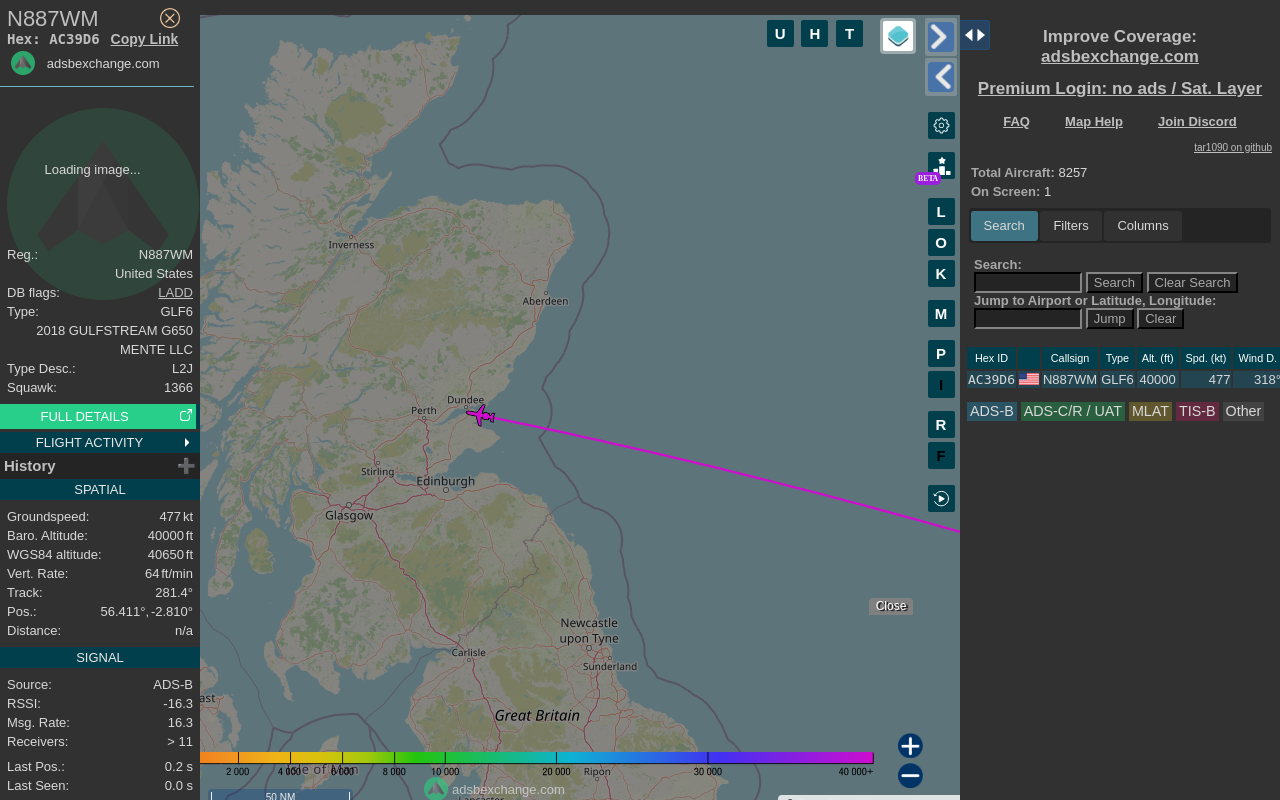 N887WM
Hex: AC39D6 Copy Link
adsbexchange.com
Loading image...
Reg.: N887WM
United States
DB flags: LADD
Type: GLF6
2018 GULFSTREAM G650
MENTE LLC
Type Desc.: L2J
Squawk: 1366
FULL DETAILS
FLIGHT ACTIVITY
History
SPATIAL
Groundspeed: 477 kt
Baro. Altitude: 40000 ft
WGS84 altitude: 40650 ft
Vert. Rate: 64 ft/min
Track: 281.4°
Pos.: 56.411°, -2.810°
Distance: n/a
SIGNAL
Source: ADS-B
RSSI: -16.3
Msg. Rate: 16.3
Receivers: > 11
Last Pos.: 0.2 s
Last Seen: 0.0 s
U H T
BETA
L
O
K
M
P
I
R
F
Inverness
Aberdeen
Dundee
Perth
Stirling
Edinburgh
Glasgow
Close
Newcastle
upon Tyne
Carlisle
Sunderland
ast
Great Britain
Isle of Man
Ripon
2 000 4 000 6 000 8 000 10 000 20 000 30 000 40 000+
adsbexchange.com
50 NM
Lancaster
Improve Coverage:
adsbexchange.com
Premium Login: no ads / Sat. Layer
FAQ Map Help Join Discord
tar1090 on github
Total Aircraft: 8257
On Screen: 1
Search Filters Columns
Search:
Search Clear Search
Jump to Airport or Latitude, Longitude:
Jump Clear
Hex ID Callsign Type Alt. (ft) Spd. (kt) Wind D.
AC39D6 N887WM GLF6 40000 477 318°
ADS-B ADS-C/R / UAT MLAT TIS-B Other